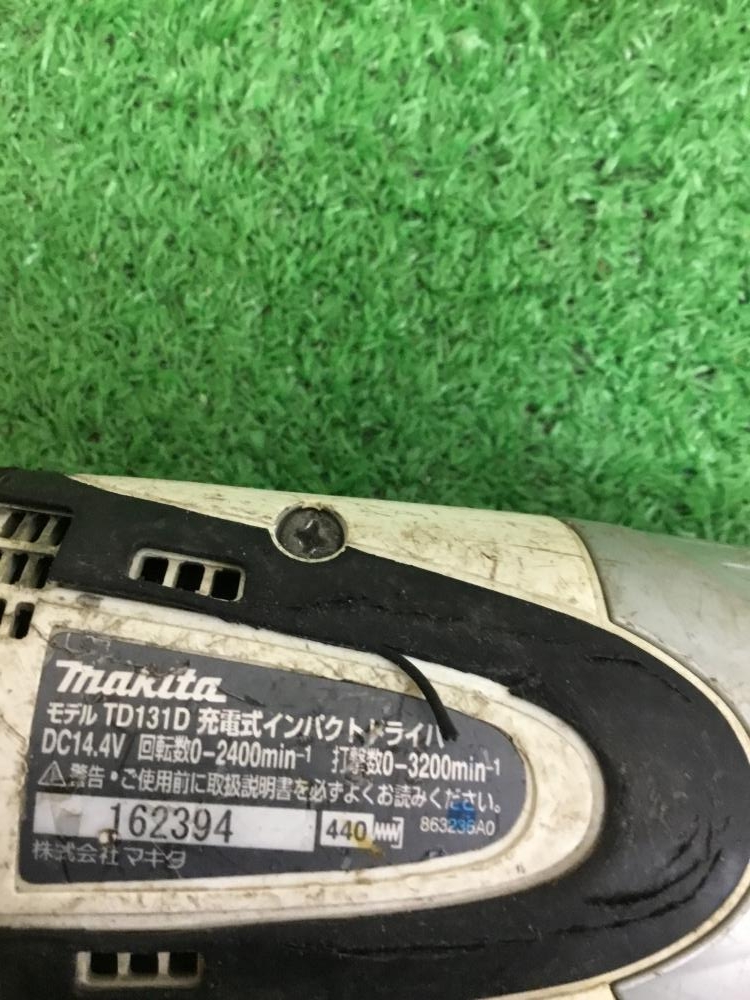 makita
モデル TD131D 充電式インパクトドライバ
DC14.4V 回転数0-2400min-1 打撃数0-3200min-1
⚠警告・ご使用前に取扱説明書を必ずよくお読みください。
162394 440 863236A0
株式会社マキタ